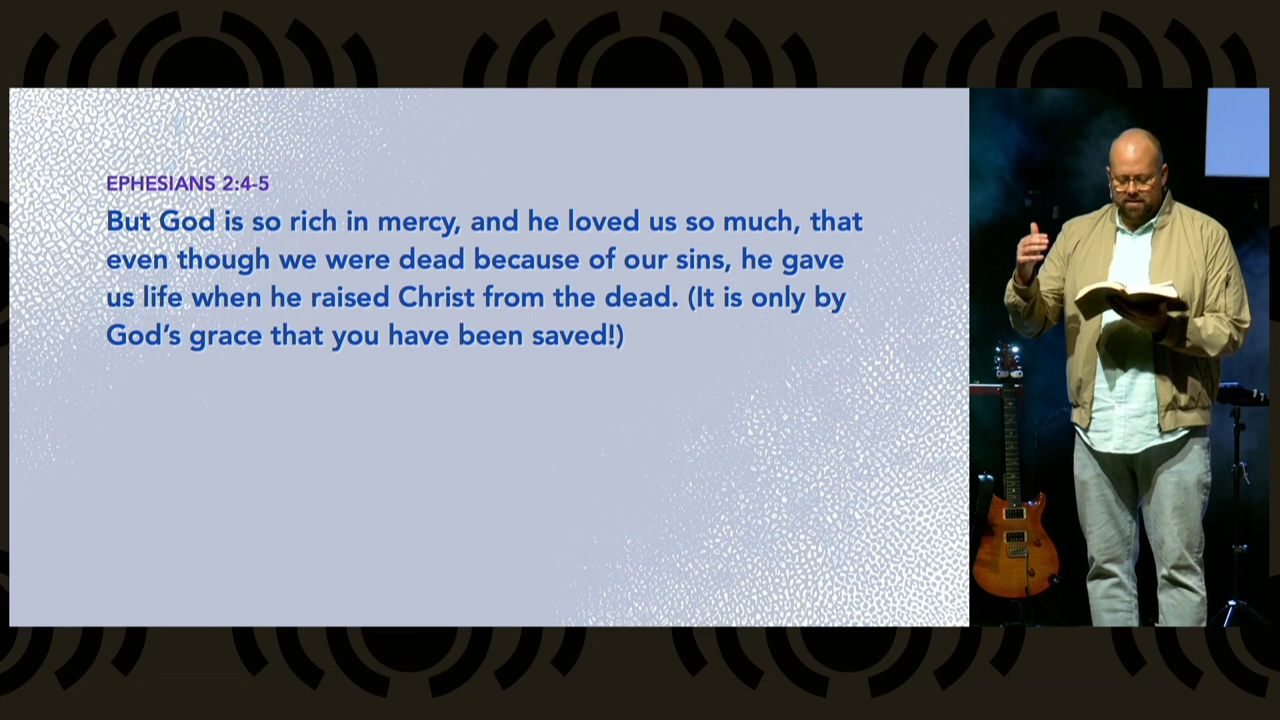 EPHESIANS 2:4-5
But God is so rich in mercy, and he loved us so much, that
even though we were dead because of our sins, he gave
us life when he raised Christ from the dead. (It is only by
God’s grace that you have been saved!)